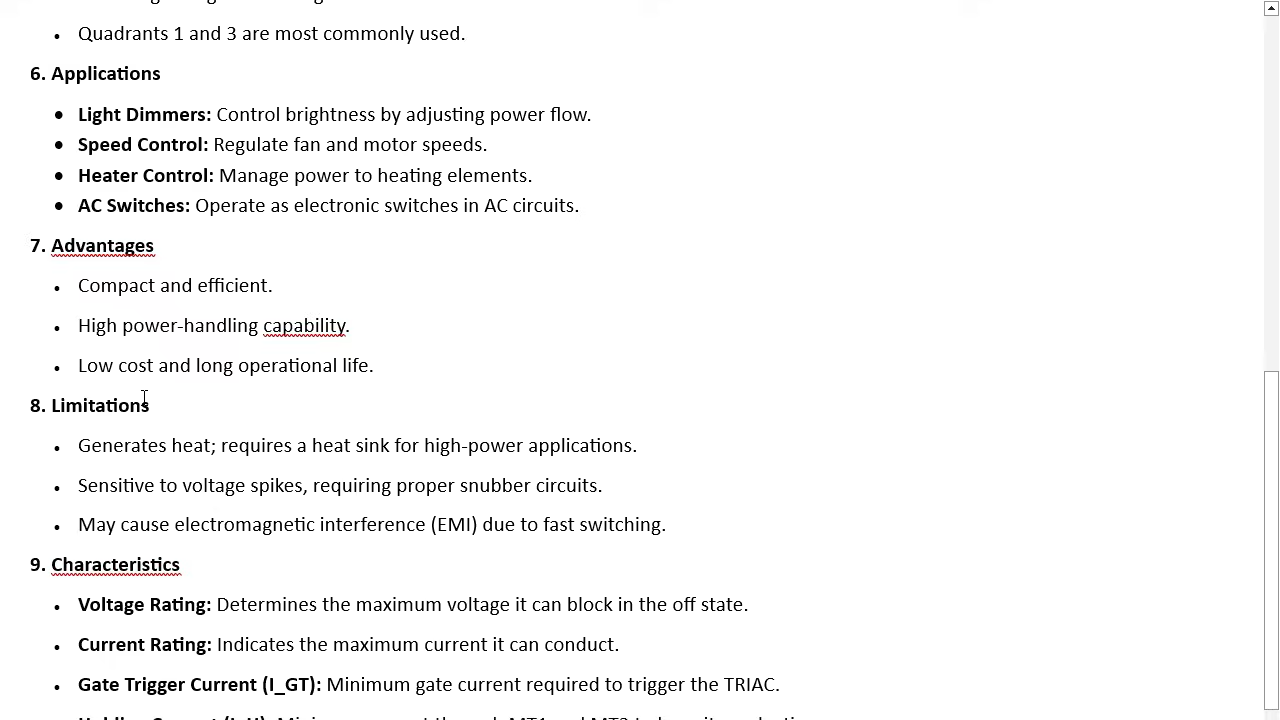 • Quadrants 1 and 3 are most commonly used.
6. Applications
• Light Dimmers: Control brightness by adjusting power flow.
• Speed Control: Regulate fan and motor speeds.
• Heater Control: Manage power to heating elements.
• AC Switches: Operate as electronic switches in AC circuits.
7. Advantages
• Compact and efficient.
• High power-handling capability.
• Low cost and long operational life.
8. Limitations
• Generates heat; requires a heat sink for high-power applications.
• Sensitive to voltage spikes, requiring proper snubber circuits.
• May cause electromagnetic interference (EMI) due to fast switching.
9. Characteristics
• Voltage Rating: Determines the maximum voltage it can block in the off state.
• Current Rating: Indicates the maximum current it can conduct.
• Gate Trigger Current (I_GT): Minimum gate current required to trigger the TRIAC.